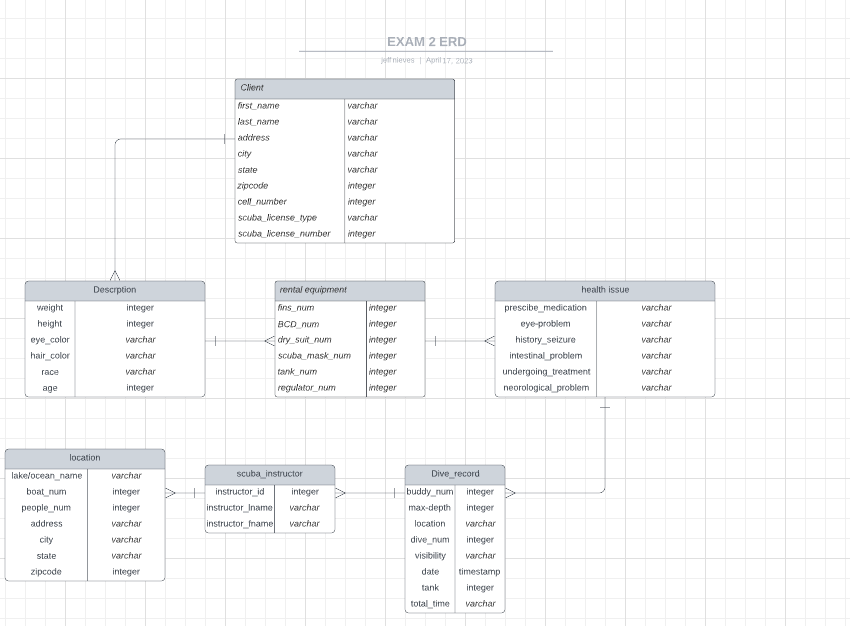 EXAM 2 ERD
jeff nieves | April 17, 2023
Client
first_name varchar
last_name varchar
address varchar
city varchar
state varchar
zipcode integer
cell_number integer
scuba_license_type varchar
scuba_license_number integer
Descrption
weight integer
height integer
eye_color varchar
hair_color varchar
race varchar
age integer
rental equipment
fins_num integer
BCD_num integer
dry_suit_num integer
scuba_mask_num integer
tank_num integer
regulator_num integer
health issue
prescibe_medication varchar
eye-problem varchar
history_seizure varchar
intestinal_problem varchar
undergoing_treatment varchar
neorological_problem varchar
location
lake/ocean_name varchar
boat_num integer
people_num integer
address varchar
city varchar
state varchar
zipcode integer
scuba_instructor
instructor_id integer
instructor_lname varchar
instructor_fname varchar
Dive_record
buddy_num integer
max-depth integer
location varchar
dive_num integer
visibility varchar
date timestamp
tank integer
total_time varchar